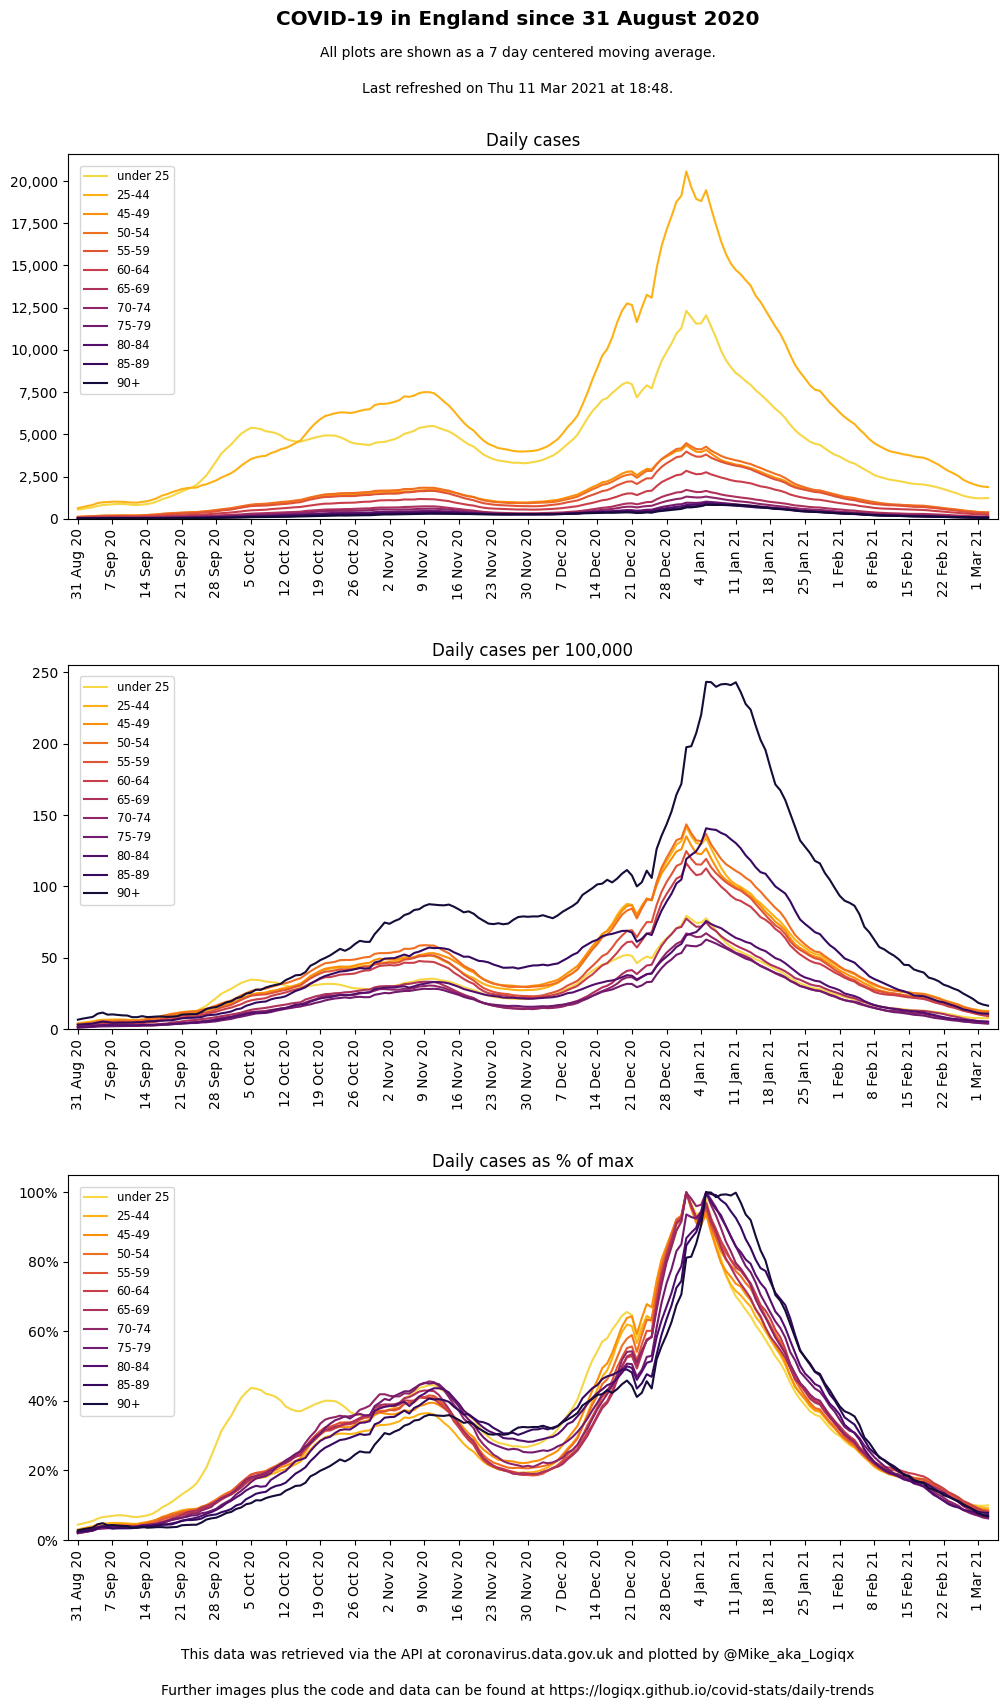 COVID-19 in England since 31 August 2020
All plots are shown as a 7 day centered moving average.
Last refreshed on Thu 11 Mar 2021 at 18:48.
Daily cases
20,000
17,500
15,000
12,500
10,000
7,500
5,000
2,500
0
under 25
25-44
45-49
50-54
55-59
60-64
65-69
70-74
75-79
80-84
85-89
90+
31 Aug 20
7 Sep 20
14 Sep 20
21 Sep 20
28 Sep 20
5 Oct 20
12 Oct 20
19 Oct 20
26 Oct 20
2 Nov 20
9 Nov 20
16 Nov 20
23 Nov 20
30 Nov 20
7 Dec 20
14 Dec 20
21 Dec 20
28 Dec 20
4 Jan 21
11 Jan 21
18 Jan 21
25 Jan 21
1 Feb 21
8 Feb 21
15 Feb 21
22 Feb 21
1 Mar 21
Daily cases per 100,000
250
200
150
100
50
0
under 25
25-44
45-49
50-54
55-59
60-64
65-69
70-74
75-79
80-84
85-89
90+
31 Aug 20
7 Sep 20
14 Sep 20
21 Sep 20
28 Sep 20
5 Oct 20
12 Oct 20
19 Oct 20
26 Oct 20
2 Nov 20
9 Nov 20
16 Nov 20
23 Nov 20
30 Nov 20
7 Dec 20
14 Dec 20
21 Dec 20
28 Dec 20
4 Jan 21
11 Jan 21
18 Jan 21
25 Jan 21
1 Feb 21
8 Feb 21
15 Feb 21
22 Feb 21
1 Mar 21
Daily cases as % of max
100%
80%
60%
40%
20%
0%
under 25
25-44
45-49
50-54
55-59
60-64
65-69
70-74
75-79
80-84
85-89
90+
31 Aug 20
7 Sep 20
14 Sep 20
21 Sep 20
28 Sep 20
5 Oct 20
12 Oct 20
19 Oct 20
26 Oct 20
2 Nov 20
9 Nov 20
16 Nov 20
23 Nov 20
30 Nov 20
7 Dec 20
14 Dec 20
21 Dec 20
28 Dec 20
4 Jan 21
11 Jan 21
18 Jan 21
25 Jan 21
1 Feb 21
8 Feb 21
15 Feb 21
22 Feb 21
1 Mar 21
This data was retrieved via the API at coronavirus.data.gov.uk and plotted by @Mike_aka_Logiqx
Further images plus the code and data can be found at https://logiqx.github.io/covid-stats/daily-trends